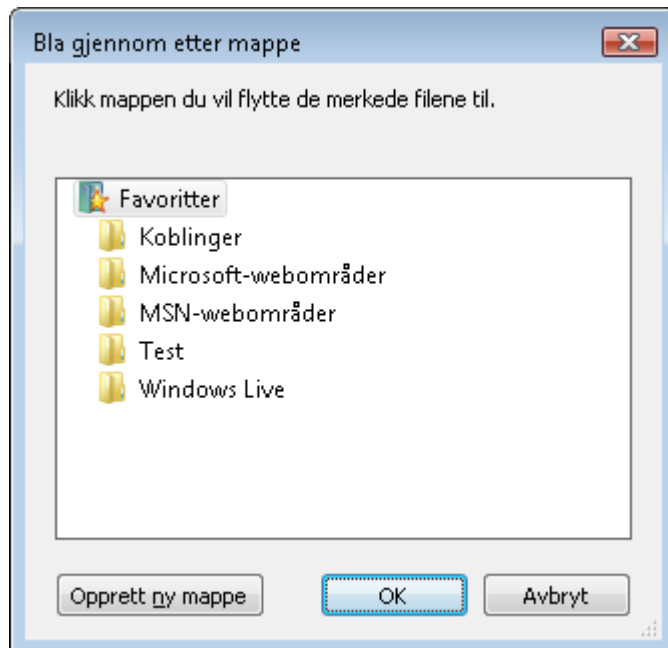 Bla gjennom etter mappe
Klikk mappen du vil flytte de merkede filene til.
Favoritter
Koblinger
Microsoft-webområder
MSN-webområder
Test
Windows Live
Opprett ny mappe OK Avbryt